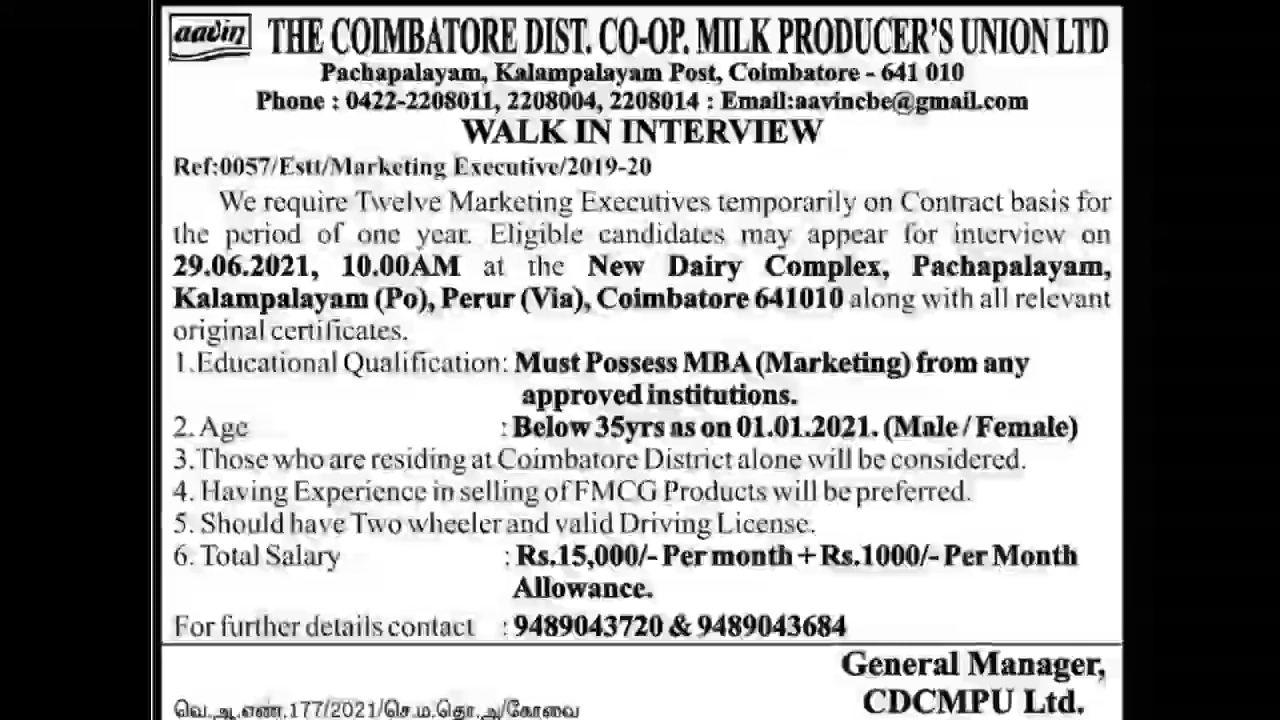 aavin THE COIMBATORE DIST. CO-OP. MILK PRODUCER'S UNION LTD
Pachapalayam, Kalampalayam Post, Coimbatore - 641 010
Phone : 0422-2208011, 2208004, 2208014 : Email:aavincbe@gmail.com
WALK IN INTERVIEW
Ref:0057/Estt/Marketing Executive/2019-20
We require Twelve Marketing Executives temporarily on Contract basis for
the period of one year. Eligible candidates may appear for interview on
29.06.2021, 10.00AM at the New Dairy Complex, Pachapalayam,
Kalampalayam (Po), Perur (Via), Coimbatore 641010 along with all relevant
original certificates.
1.Educational Qualification: Must Possess MBA (Marketing) from any
approved institutions.
2. Age : Below 35yrs as on 01.01.2021. (Male / Female)
3.Those who are residing at Coimbatore District alone will be considered.
4. Having Experience in selling of FMCG Products will be preferred.
5. Should have Two wheeler and valid Driving License.
6. Total Salary : Rs.15,000/- Per month + Rs.1000/- Per Month
Allowance.
For further details contact : 9489043720 & 9489043684
General Manager,
CDCMPU Ltd.
வெ.ஆ.எண்.177/2021/செ.ம.தொ.அ/கோவை